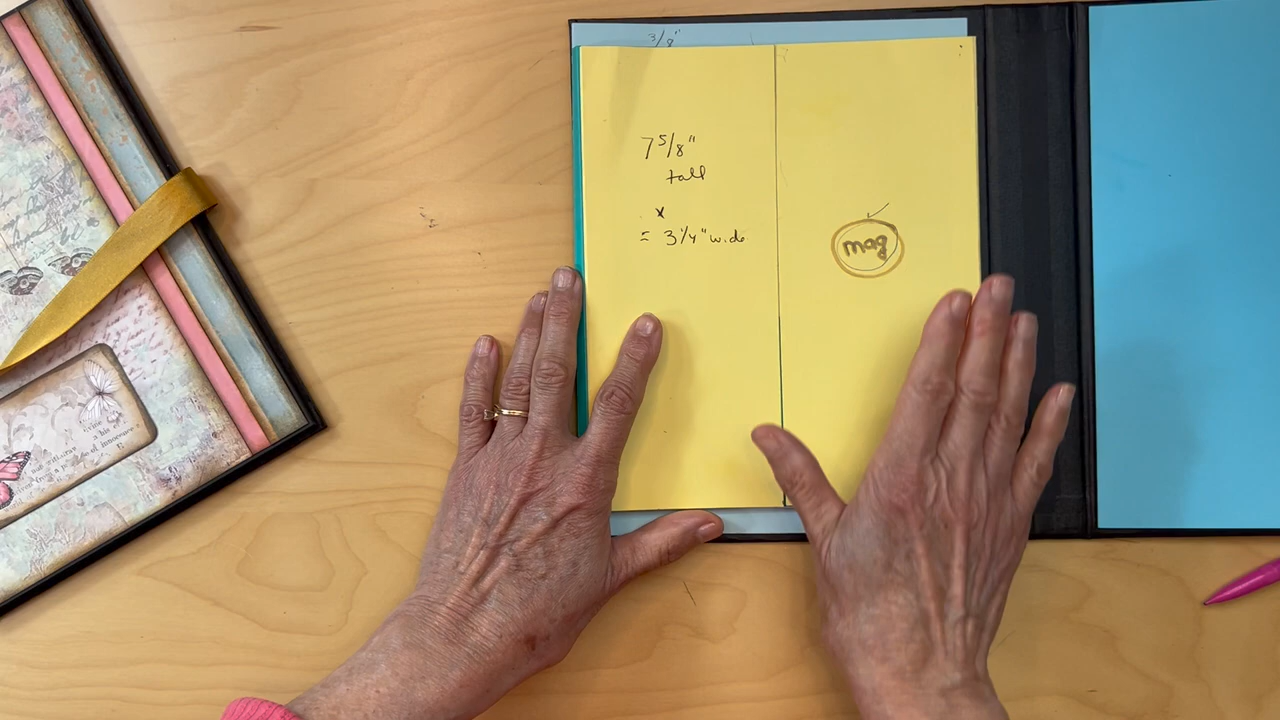 3/8"
7 5/8"
tall
x
= 3 1/4" wide
mag